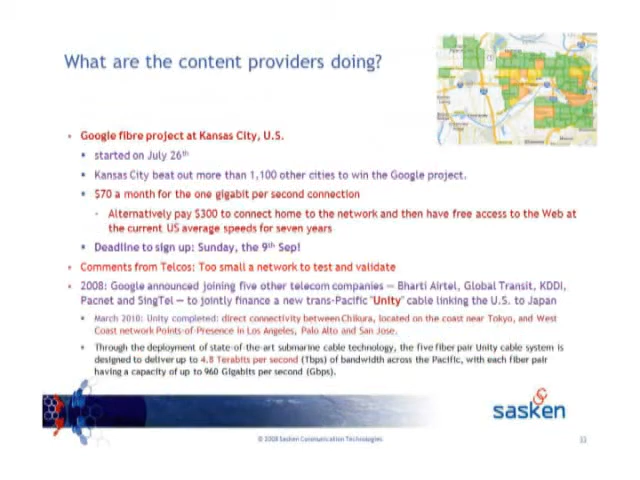 What are the content providers doing?
Google fibre project at Kansas City, U.S.
started on July 26th
Kansas City beat out more than 1,100 other cities to win the Google project.
$70 a month for the one gigabit per second connection
Alternatively pay $300 to connect home to the network and then have free access to the Web at
the current US average speeds for seven years
Deadline to sign up: Sunday, the 9th Sep!
Comments from Telcos: Too small a network to test and validate
2008: Google announced joining five other telecom companies — Bharti Airtel, Global Transit, KDDI,
Pacnet and SingTel — to jointly finance a new trans-Pacific "Unity" cable linking the U.S. to Japan
March 2010: Unity completed: direct connectivity between Chikura, located on the coast near Tokyo, and West
Coast network Points-of-Presence in Los Angeles, Palo Alto and San Jose.
Through the deployment of state-of-the-art submarine cable technology, the five fiber pair Unity cable system is
designed to deliver up to 4.8 Terabits per second (Tbps) of bandwidth across the Pacific, with each fiber pair
having a capacity of up to 960 Gigabits per second (Gbps).
sasken
© 2008 Sasken Communication Technologies